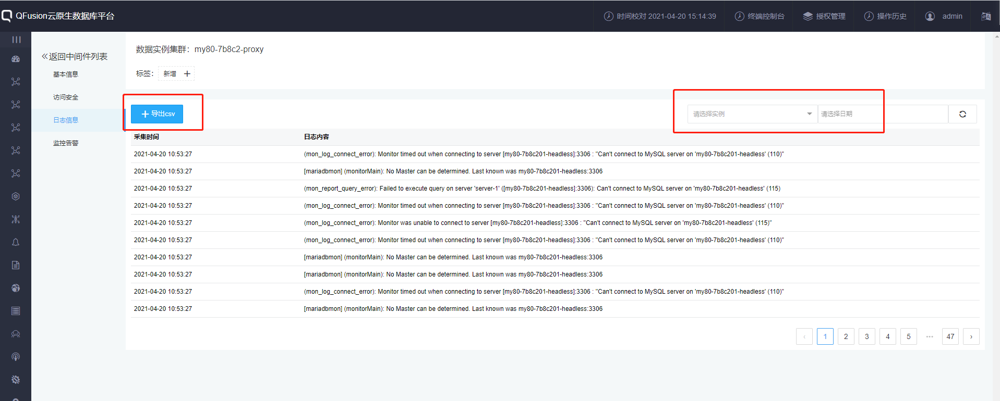 QFusion云原生数据库平台
时间校对 2021-04-20 15:14:39
终端控制台
授权管理
操作历史
admin
返回中间件列表
基本信息
访问安全
日志信息
监控告警
数据实例集群：my80-7b8c2-proxy
标签：
新增 +
+ 导出csv
请选择实例
请选择日期
采集时间 日志内容
2021-04-20 10:53:27 (mon_log_connect_error): Monitor timed out when connecting to server [my80-7b8c201-headless]:3306 : "Can't connect to MySQL server on 'my80-7b8c201-headless' (110)"
2021-04-20 10:53:27 [mariadbmon] (monitorMain): No Master can be determined. Last known was my80-7b8c201-headless:3306
2021-04-20 10:53:27 (mon_report_query_error): Failed to execute query on server 'server-1' ([my80-7b8c201-headless]:3306): Can't connect to MySQL server on 'my80-7b8c201-headless' (115)
2021-04-20 10:53:27 (mon_log_connect_error): Monitor timed out when connecting to server [my80-7b8c201-headless]:3306 : "Can't connect to MySQL server on 'my80-7b8c201-headless' (110)"
2021-04-20 10:53:27 (mon_log_connect_error): Monitor was unable to connect to server [my80-7b8c201-headless]:3306 : "Can't connect to MySQL server on 'my80-7b8c201-headless' (115)"
2021-04-20 10:53:27 (mon_log_connect_error): Monitor timed out when connecting to server [my80-7b8c201-headless]:3306 : "Can't connect to MySQL server on 'my80-7b8c201-headless' (110)"
2021-04-20 10:53:27 [mariadbmon] (monitorMain): No Master can be determined. Last known was my80-7b8c201-headless:3306
2021-04-20 10:53:27 [mariadbmon] (monitorMain): No Master can be determined. Last known was my80-7b8c201-headless:3306
2021-04-20 10:53:27 (mon_log_connect_error): Monitor timed out when connecting to server [my80-7b8c201-headless]:3306 : "Can't connect to MySQL server on 'my80-7b8c201-headless' (110)"
2021-04-20 10:53:27 [mariadbmon] (monitorMain): No Master can be determined. Last known was my80-7b8c201-headless:3306
‹ 1 2 3 4 5 ••• 47 ›